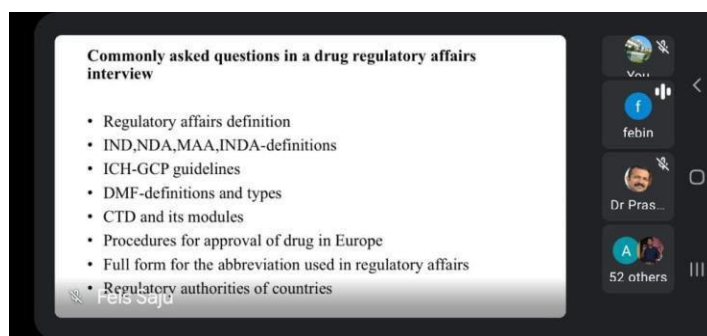 Commonly asked questions in a drug regulatory affairs
interview
• Regulatory affairs definition
• IND,NDA,MAA,INDA-definitions
• ICH-GCP guidelines
• DMF-definitions and types
• CTD and its modules
• Procedures for approval of drug in Europe
• Full form for the abbreviation used in regulatory affairs
• Regulatory authorities of countries
Fels Saju
You
f
febin
Dr Pras...
A
52 others